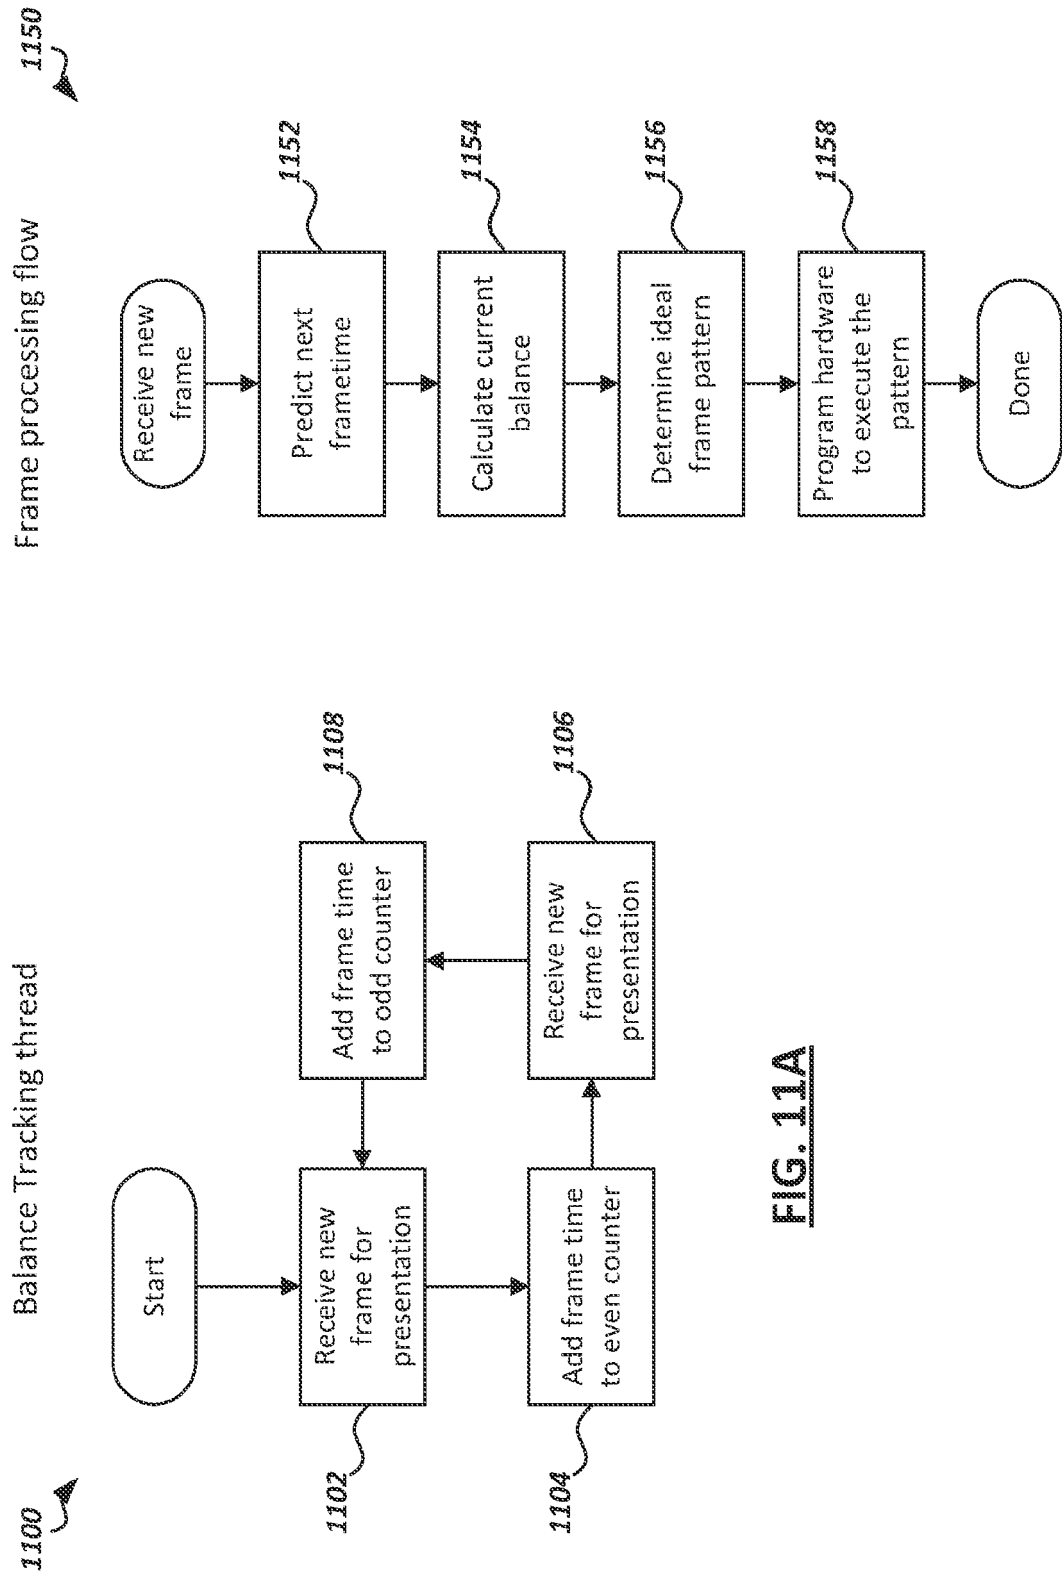 1100
Balance Tracking thread
Start
Receive new
frame for
presentation
1102
Add frame time
to even counter
1104
Receive new
frame for
presentation
1106
Add frame time
to odd counter
1108
Frame processing flow
1150
Receive new
frame
Predict next
frametime
1152
Calculate current
balance
1154
Determine ideal
frame pattern
1156
Program hardware
to execute the
pattern
1158
Done
FIG. 11A